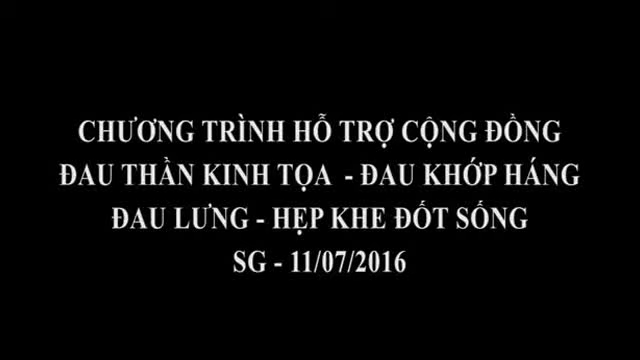 CHƯƠNG TRÌNH HỖ TRỢ CỘNG ĐỒNG
ĐAU THẦN KINH TỌA - ĐAU KHỚP HÁNG
ĐAU LƯNG - HẸP KHE ĐỐT SỐNG
SG - 11/07/2016